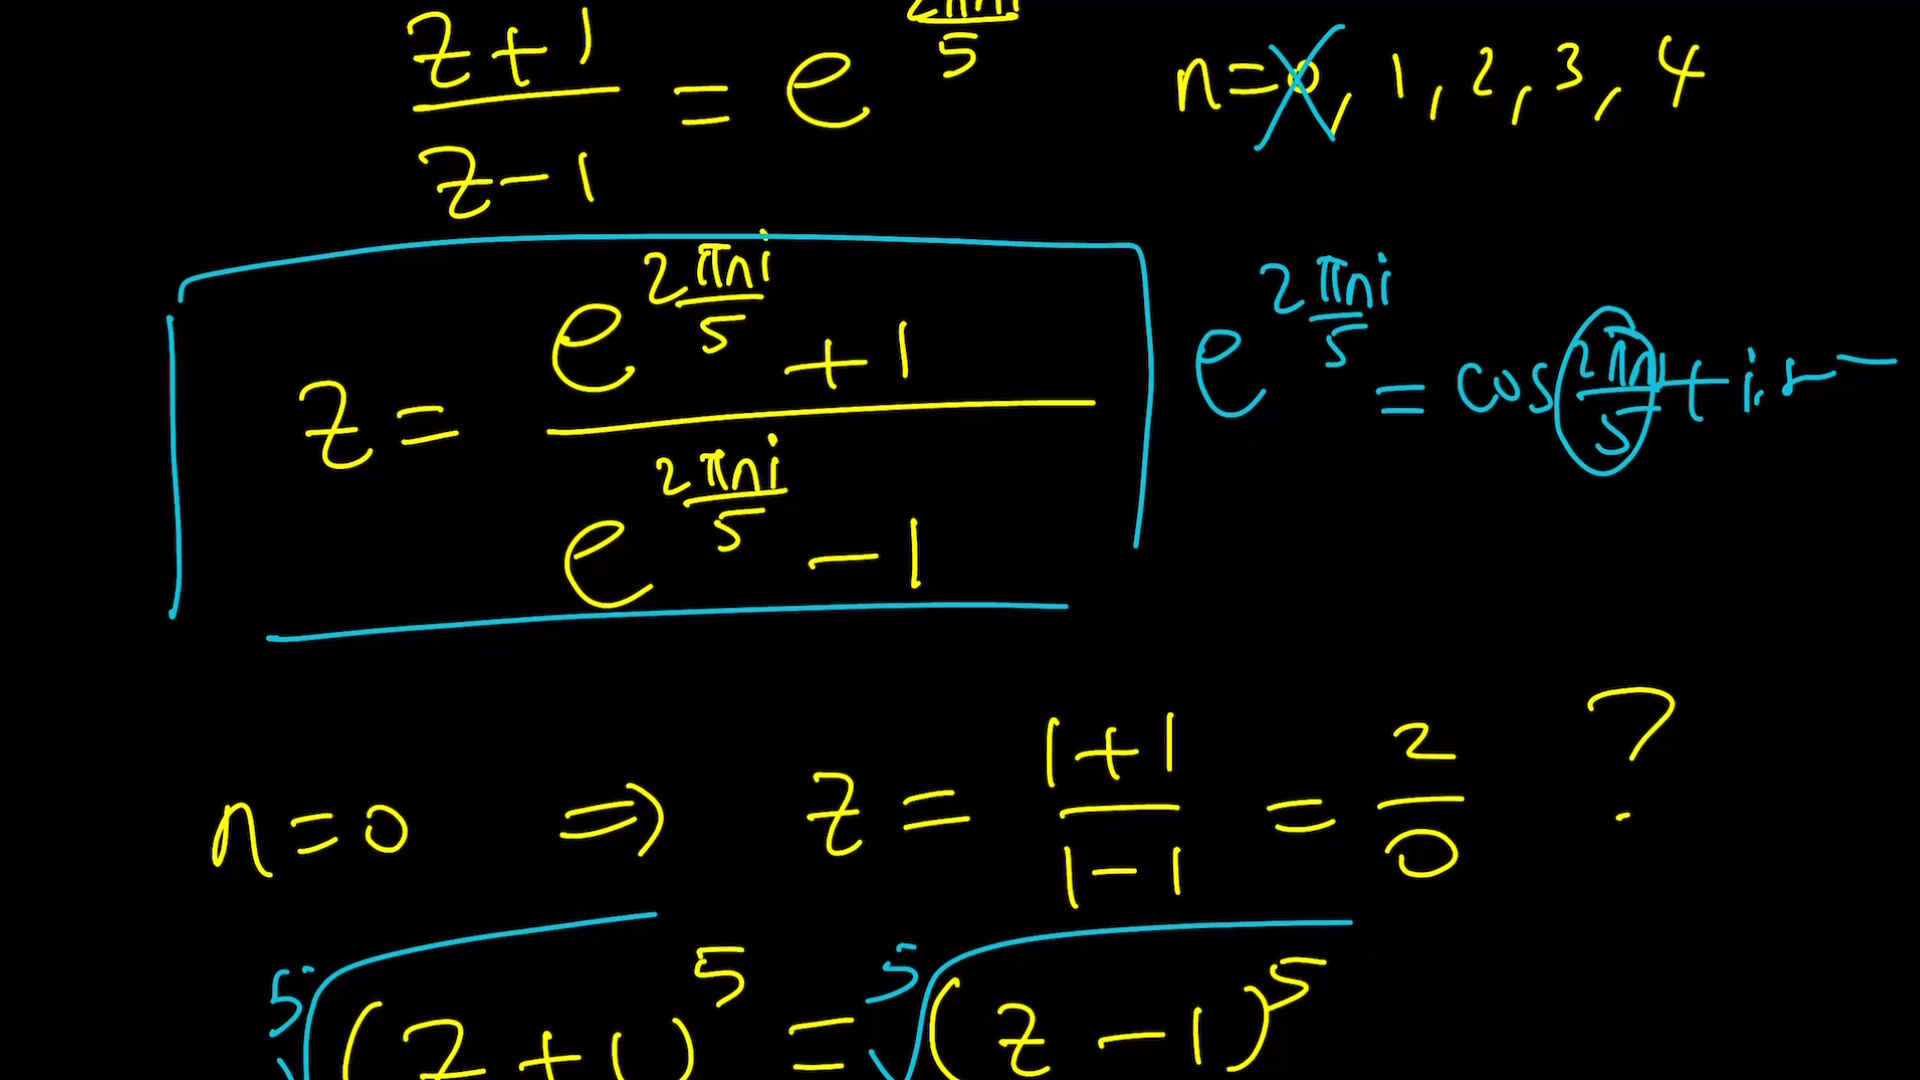 (z+1)/(z-1) = e^(2πni/5)    n=0, 1, 2, 3, 4
z = (e^(2πni/5) + 1)/(e^(2πni/5) - 1)    e^(2πni/5) = cos 2πn/5 + i.s
n=0 ⇒ z = (1+1)/(1-1) = 2/0 ?
⁵√(z+1)^5 = ⁵√(z-1)^5